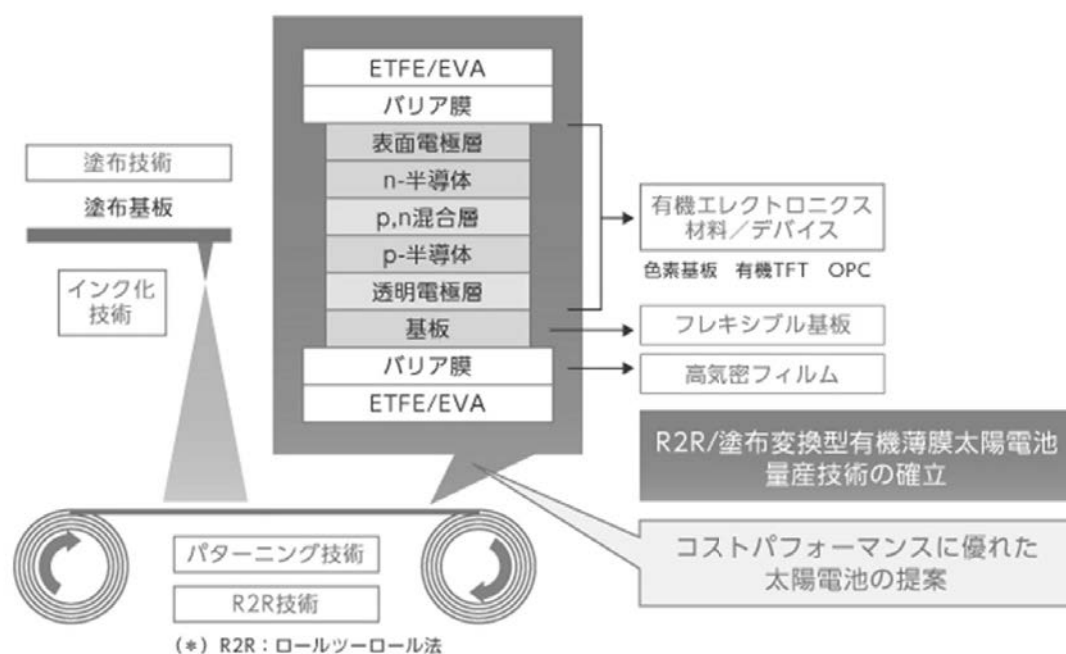 塗布技術
塗布基板
インク化
技術
ETFE/EVA
バリア膜
表面電極層
n-半導体
p,n混合層
p-半導体
透明電極層
基板
バリア膜
ETFE/EVA
有機エレクトロニクス
材料／デバイス
色素基板 有機TFT OPC
フレキシブル基板
高気密フィルム
R2R/塗布変換型有機薄膜太陽電池
量産技術の確立
コストパフォーマンスに優れた
太陽電池の提案
パターニング技術
R2R技術
(*) R2R：ロールツーロール法